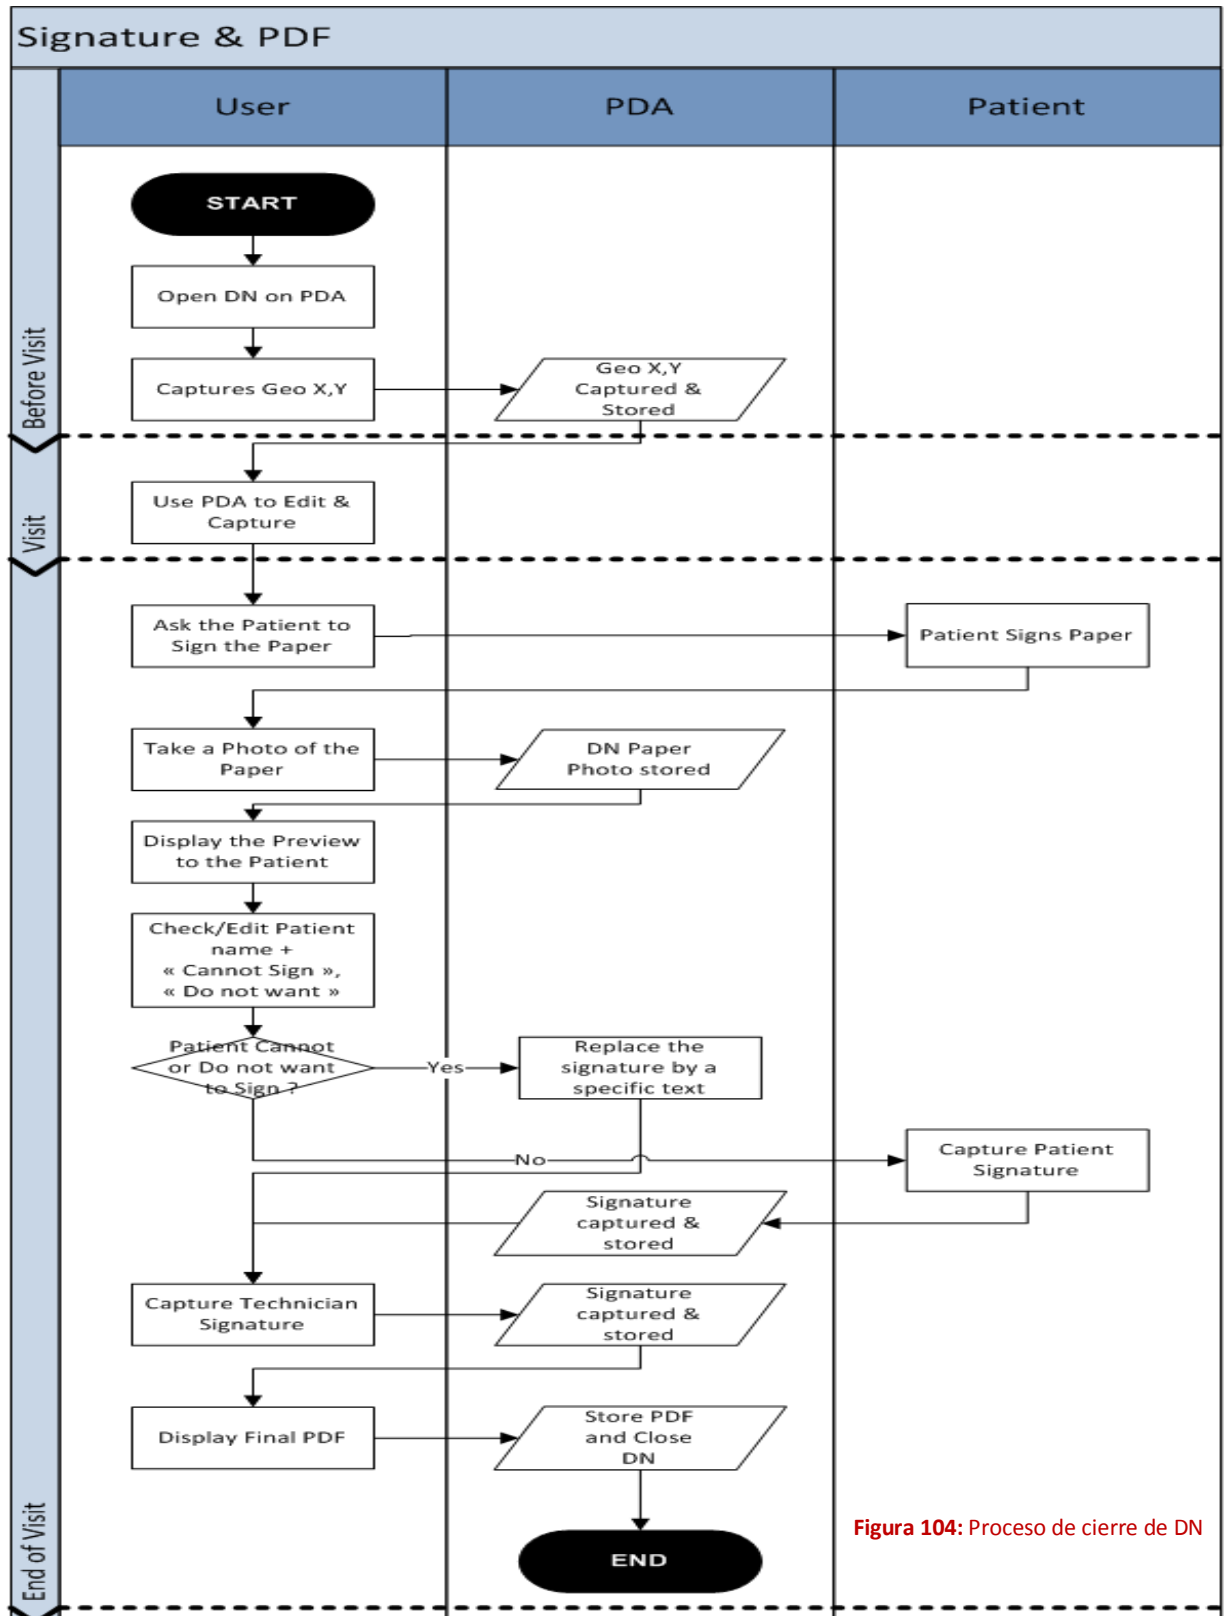 Signature & PDF
User
PDA
Patient
Before Visit
START
Open DN on PDA
Captures Geo X,Y
Geo X,Y
Captured &
Stored
Visit
Use PDA to Edit &
Capture
End of Visit
Ask the Patient to
Sign the Paper
Patient Signs Paper
Take a Photo of the
Paper
DN Paper
Photo stored
Display the Preview
to the Patient
Check/Edit Patient
name +
« Cannot Sign »,
« Do not want »
Patient Cannot
or Do not want
to Sign ?
Yes
Replace the
signature by a
specific text
No
Capture Patient
Signature
Signature
captured &
stored
Capture Technician
Signature
Signature
captured &
stored
Display Final PDF
Store PDF
and Close
DN
END
Figura 104: Proceso de cierre de DN